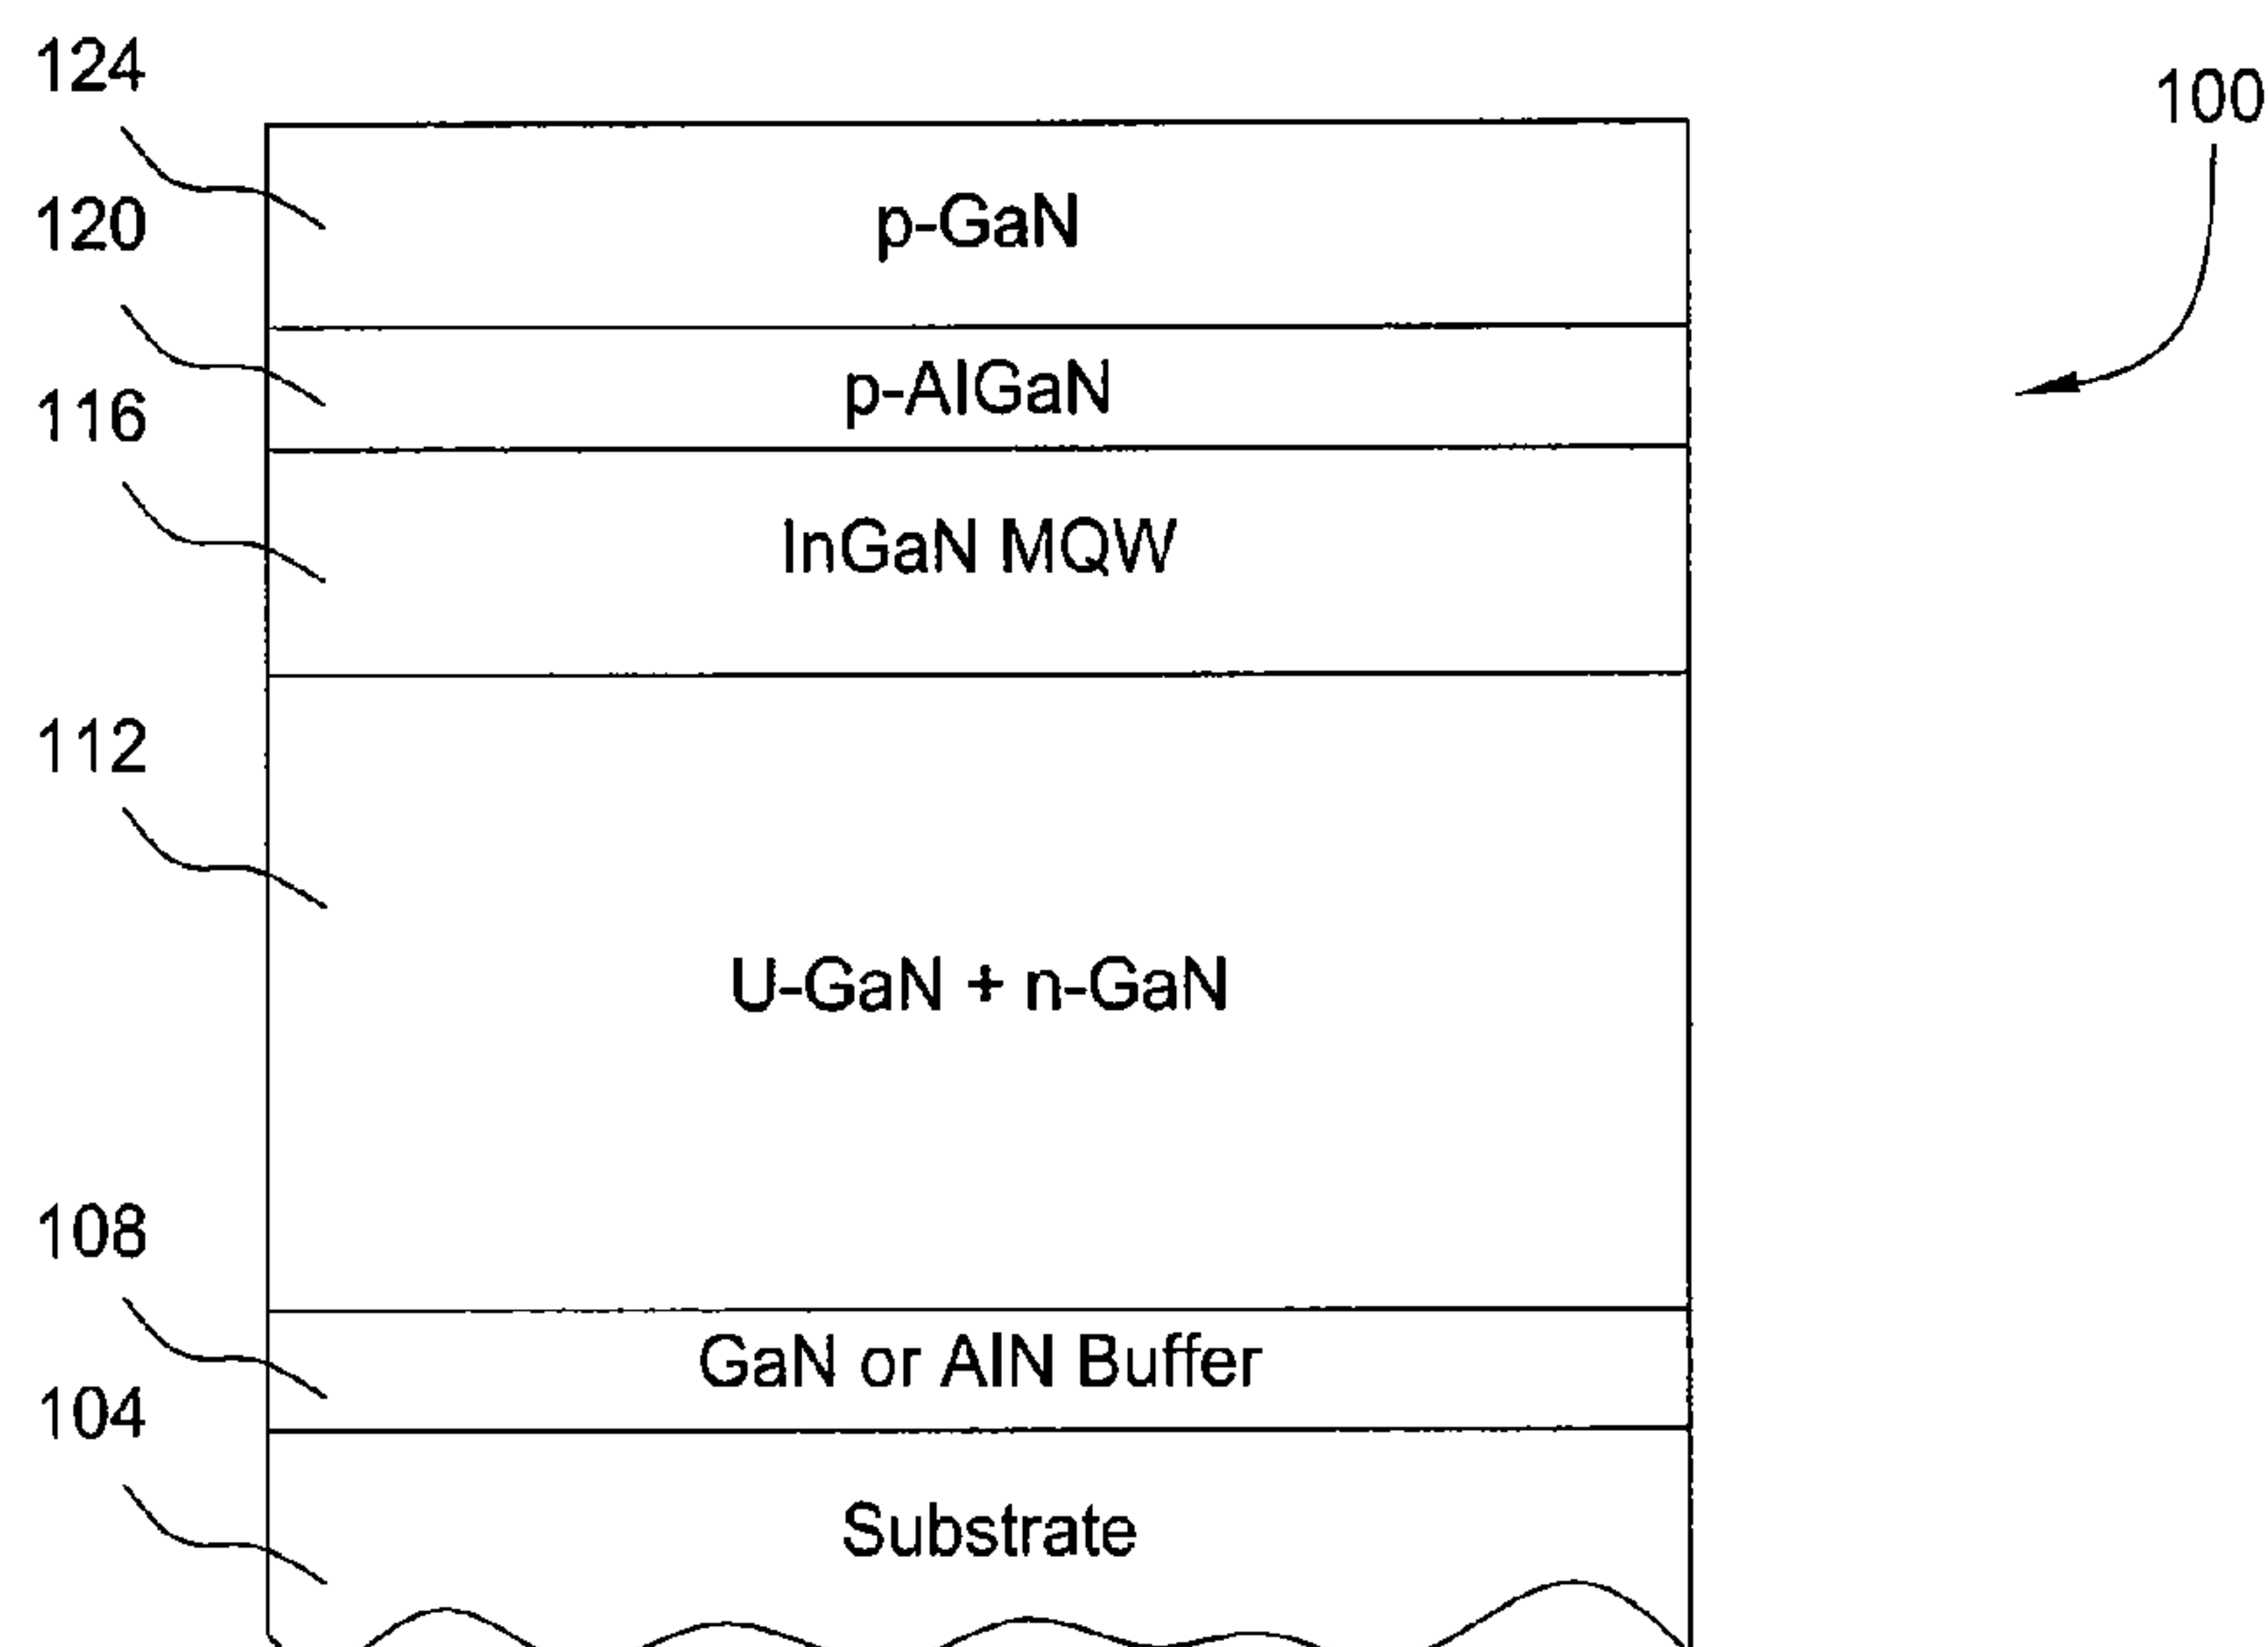 124
100
p-GaN
120
p-AlGaN
116
InGaN MQW
112
U-GaN + n-GaN
108
GaN or AlN Buffer
104
Substrate